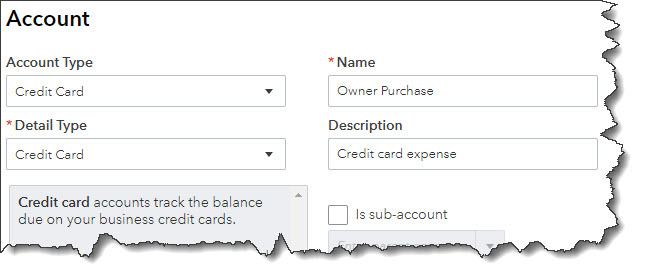 Account
Account Type
* Name
Credit Card
Owner Purchase
* Detail Type
Description
Credit Card
Credit card expense
Credit card accounts track the balance
due on your business credit cards.
Is sub-account